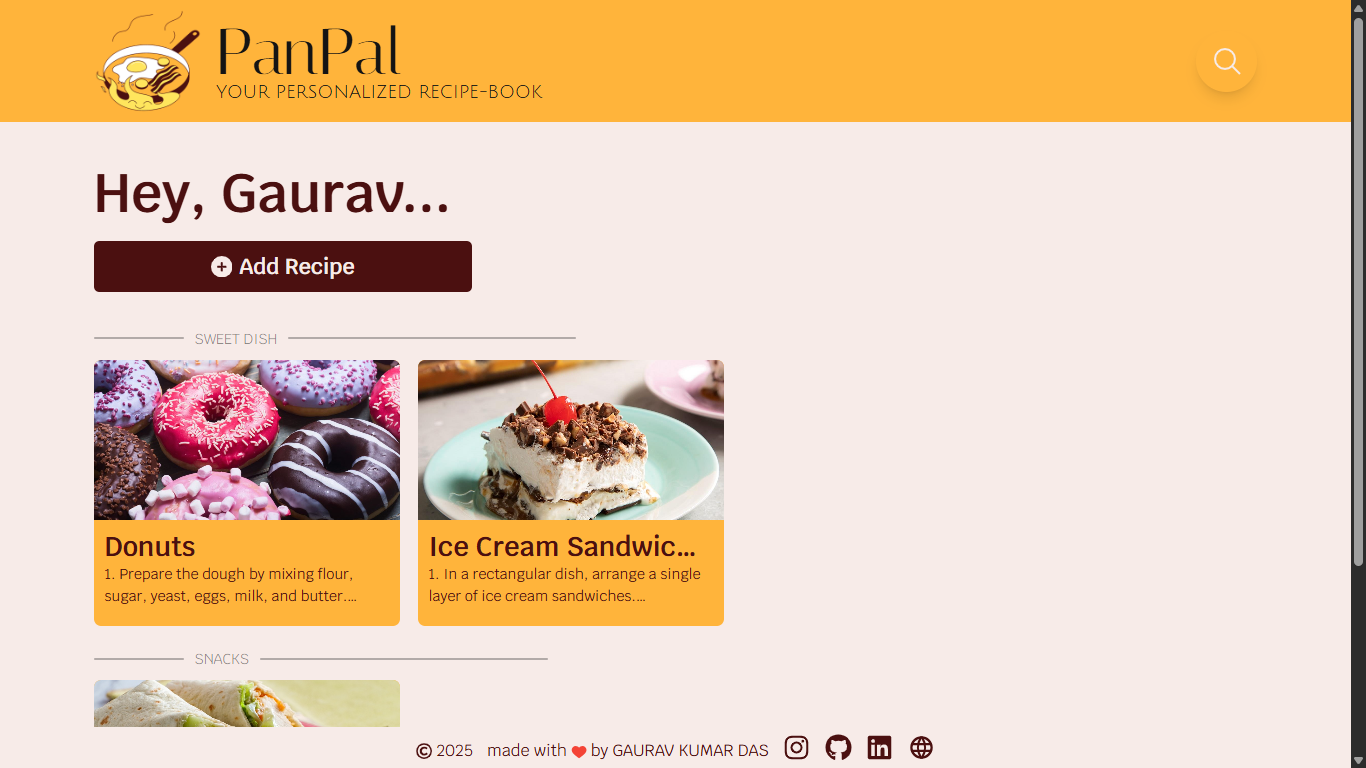 PanPal
YOUR PERSONALIZED RECIPE-BOOK
Hey, Gaurav...
Add Recipe
SWEET DISH
Donuts
1. Prepare the dough by mixing flour,
sugar, yeast, eggs, milk, and butter....
Ice Cream Sandwic...
1. In a rectangular dish, arrange a single
layer of ice cream sandwiches....
SNACKS
© 2025 made with ❤ by GAURAV KUMAR DAS